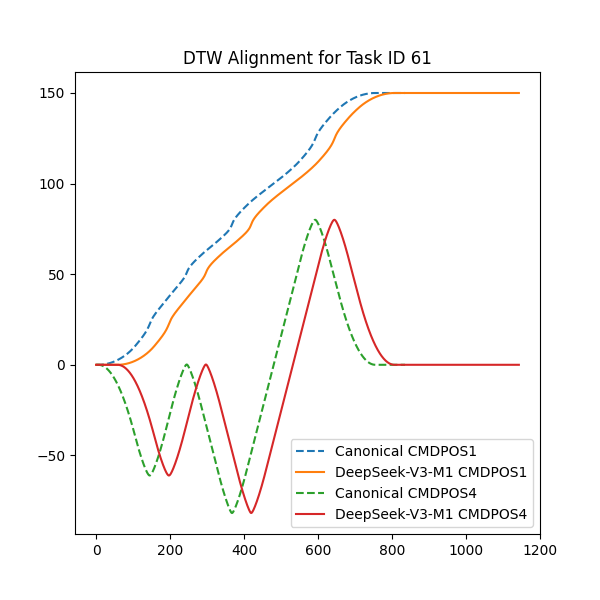 DTW Alignment for Task ID 61
150
100
50
0
−50
0 200 400 600 800 1000 1200
Canonical CMDPOS1
DeepSeek-V3-M1 CMDPOS1
Canonical CMDPOS4
DeepSeek-V3-M1 CMDPOS4